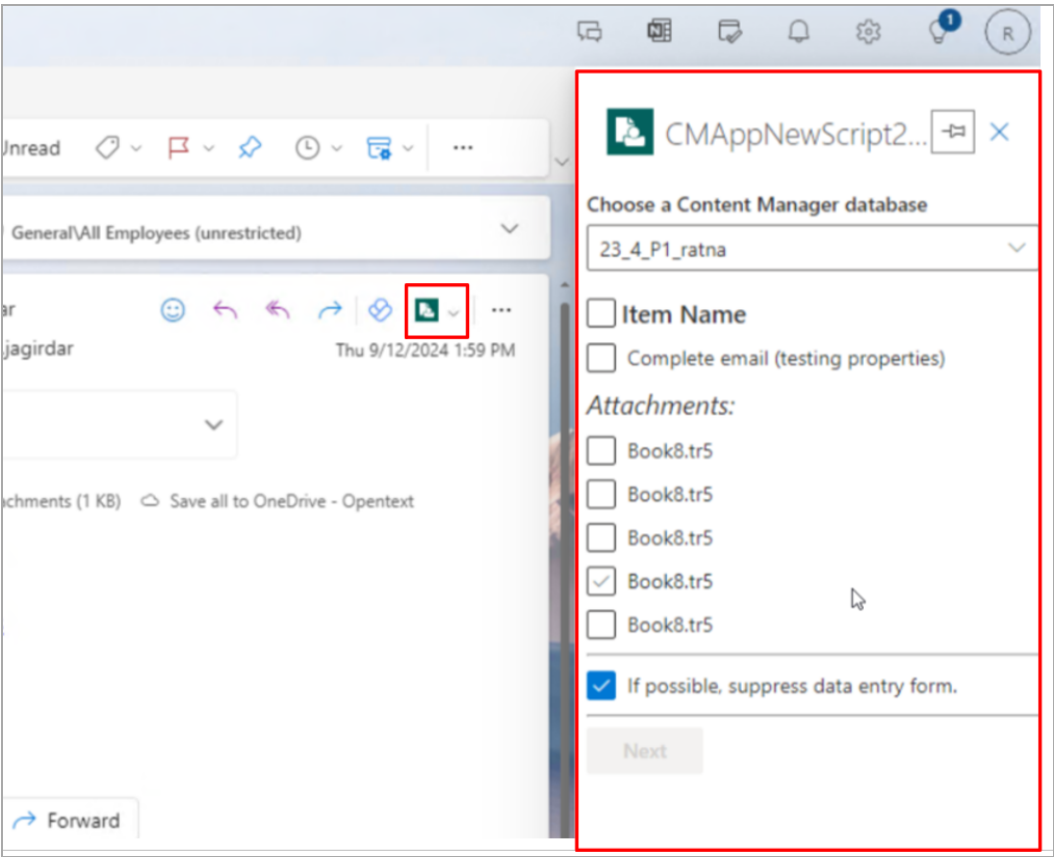 1
R
Unread
General\All Employees (unrestricted)
ar
jagirdar
Thu 9/12/2024 1:59 PM
achments (1 KB) Save all to OneDrive - Opentext
Forward
CMAppNewScript2...
Choose a Content Manager database
23_4_P1_ratna
Item Name
Complete email (testing properties)
Attachments:
Book8.tr5
Book8.tr5
Book8.tr5
Book8.tr5
Book8.tr5
If possible, suppress data entry form.
Next